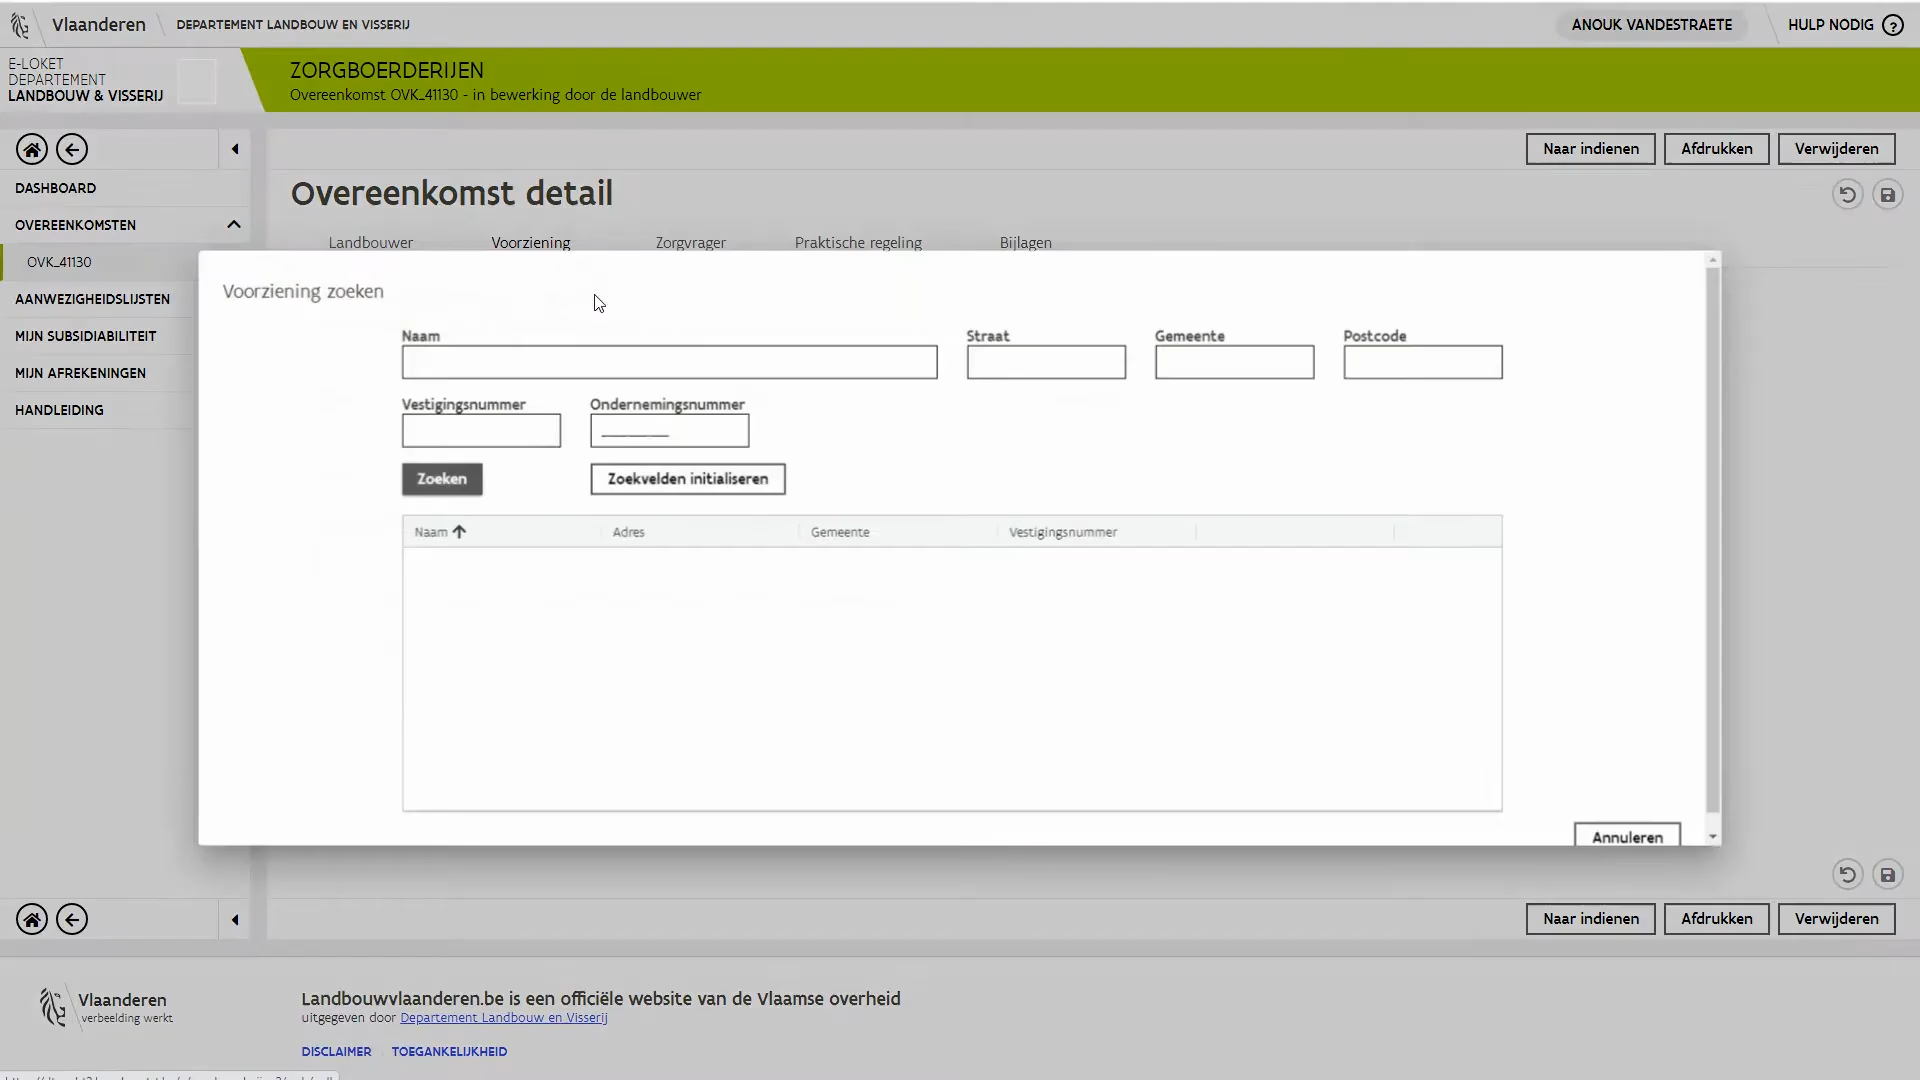 Vlaanderen
DEPARTEMENT LANDBOUW EN VISSERIJ
ANOUK VANDESTRAETE
HULP NODIG ?
E-LOKET
DEPARTEMENT
LANDBOUW & VISSERIJ
ZORGBOERDERIJEN
Overeenkomst OVK_41130 - in bewerking door de landbouwer
Naar indienen
Afdrukken
Verwijderen
DASHBOARD
OVEREENKOMSTEN
OVK_41130
AANWEZIGHEIDSLIJSTEN
MIJN SUBSIDIABILITEIT
MIJN AFREKENINGEN
HANDLEIDING
Overeenkomst detail
Landbouwer
Voorziening
Zorgvrager
Praktische regeling
Bijlagen
Voorziening zoeken
Naam
Straat
Gemeente
Postcode
Vestigingsnummer
Ondernemingsnummer
Zoeken
Zoekvelden initialiseren
Naam
Adres
Gemeente
Vestigingsnummer
Annuleren
Naar indienen
Afdrukken
Verwijderen
Vlaanderen
verbeelding werkt
Landbouwvlaanderen.be is een officiële website van de Vlaamse overheid
uitgegeven door Departement Landbouw en Visserij
DISCLAIMER
TOEGANKELIJKHEID